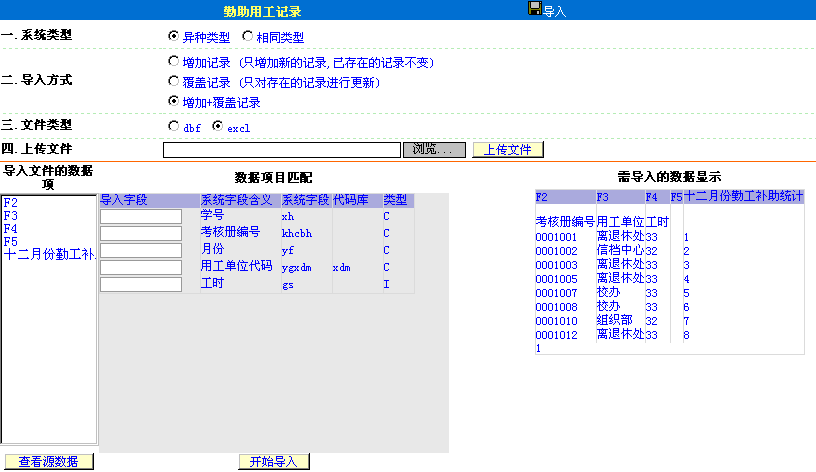 勤助用工记录 导入
一. 系统类型 异种类型 相同类型
增加记录 (只增加新的记录, 已存在的记录不变)
二. 导入方式 覆盖记录 (只对存在的记录进行更新)
增加+覆盖记录
三. 文件类型 dbf excl
四. 上传文件 浏览... 上传文件
导入文件的数据项
F2
F3
F4
F5
十二月份勤工补
查看源数据
数据项目匹配
导入字段 系统字段含义 系统字段 代码库 类型
学号 xh C
考核册编号 khcbh C
月份 yf C
用工单位代码 ygxdm xdm C
工时 gs I
开始导入
需导入的数据显示
F2 F3 F4 F5 十二月份勤工补助统计
考核册编号 用工单位 工时
0001001 离退休处 33 1
0001002 信档中心 32 2
0001003 离退休处 33 3
0001005 离退休处 33 4
0001007 校办 33 5
0001008 校办 33 6
0001010 组织部 32 7
0001012 离退休处 33 8
1